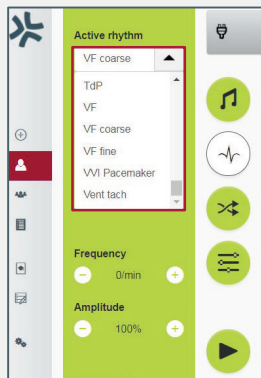 Active rhythm
VF coarse
TdP
VF
VF coarse
VF fine
VVI Pacemaker
Vent tach
Frequency
0/min
Amplitude
100%